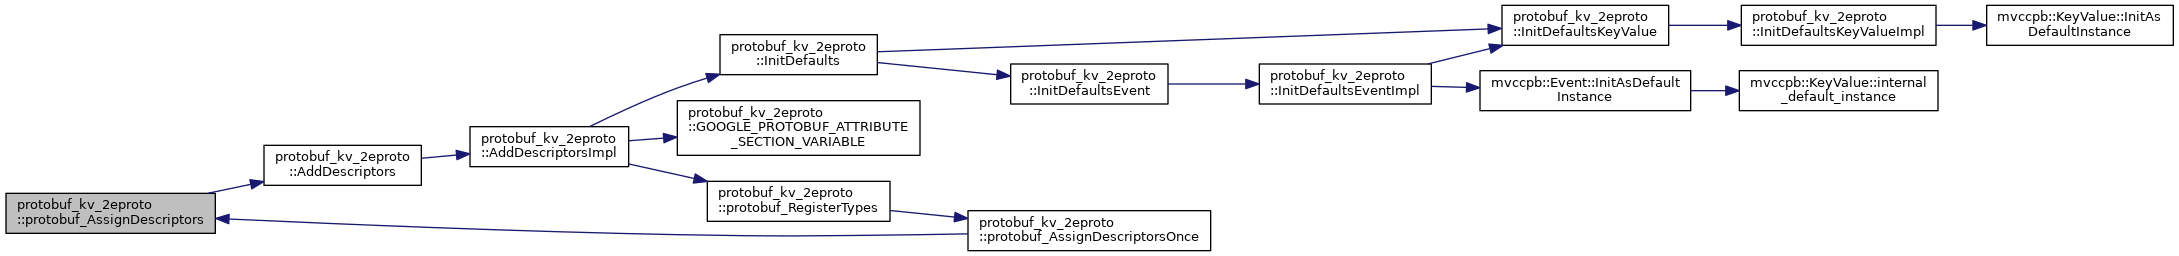 protobuf_kv_2eproto
::protobuf_AssignDescriptors
protobuf_kv_2eproto
::AddDescriptors
protobuf_kv_2eproto
::AddDescriptorsImpl
protobuf_kv_2eproto
::InitDefaults
protobuf_kv_2eproto
::GOOGLE_PROTOBUF_ATTRIBUTE
_SECTION_VARIABLE
protobuf_kv_2eproto
::protobuf_RegisterTypes
protobuf_kv_2eproto
::protobuf_AssignDescriptorsOnce
protobuf_kv_2eproto
::InitDefaultsEvent
protobuf_kv_2eproto
::InitDefaultsEventImpl
protobuf_kv_2eproto
::InitDefaultsKeyValue
mvccpb::Event::InitAsDefault
Instance
protobuf_kv_2eproto
::InitDefaultsKeyValueImpl
mvccpb::KeyValue::internal
_default_instance
mvccpb::KeyValue::InitAs
DefaultInstance